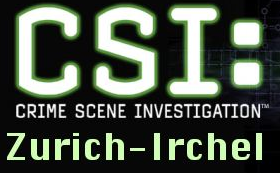 CSI:
CRIME SCENE INVESTIGATION™
Zurich-Irchel